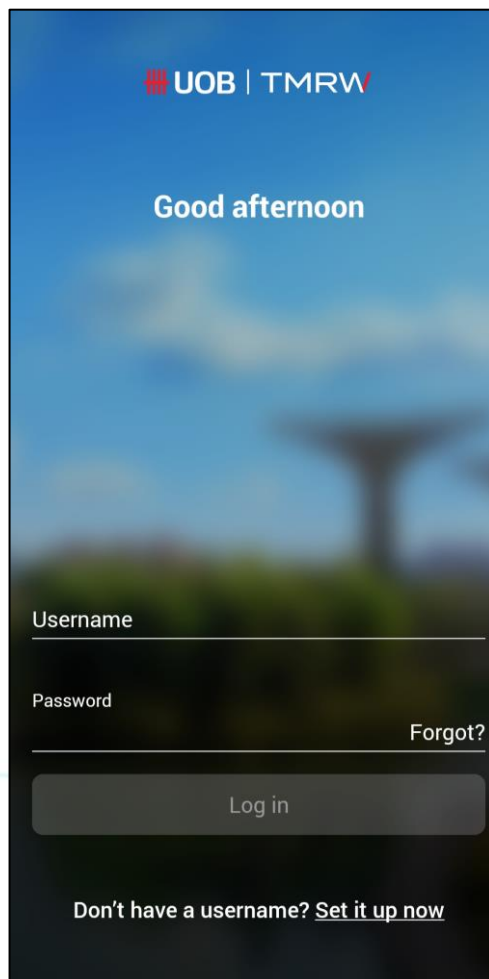 UOB | TMRW
Good afternoon
Username
Password
Forgot?
Log in
Don’t have a username? Set it up now